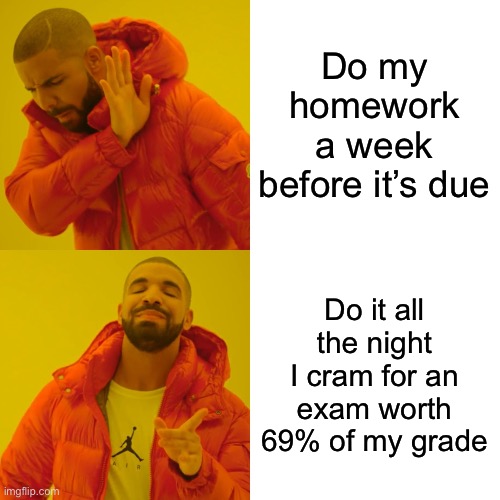 Do my
homework
a week
before it’s due
Do it all
the night
I cram for an
exam worth
69% of my grade
AIR
imgflip.com